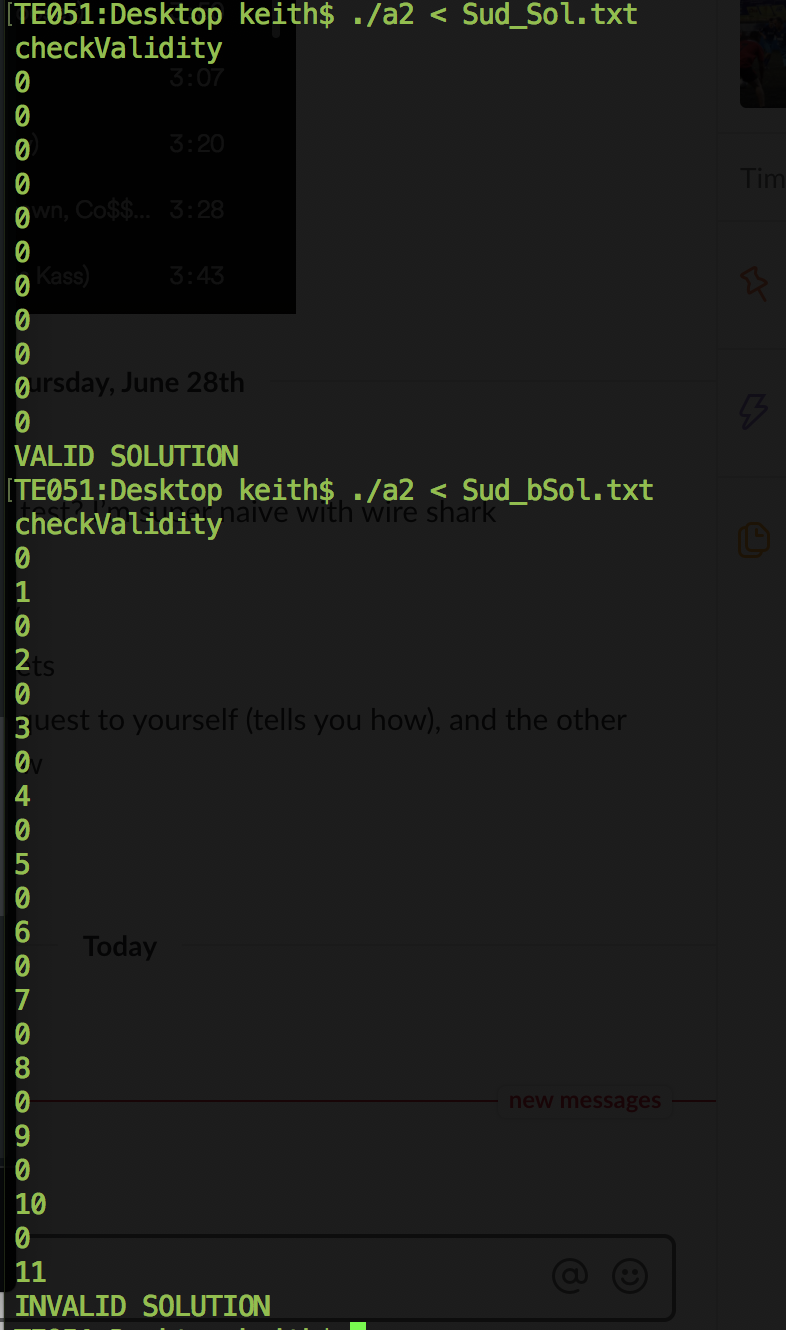 [TE051:Desktop keith$ ./a2 < Sud_Sol.txt
checkValidity
0
3:07
0
0
3:20
0
Tim
0
wn, Co$$... 3:28
0
0
Kass) 3:43
0
0
0
ursday, June 28th
0
VALID SOLUTION
[TE051:Desktop keith$ ./a2 < Sud_bSol.txt
test? I'm super naive with wire shark
checkValidity
0
1
0
2
ets
0
3
quest to yourself (tells you how), and the other
0
w
4
0
5
0
6
Today
0
7
0
8
0
new messages
9
0
10
0
11
@
INVALID SOLUTION